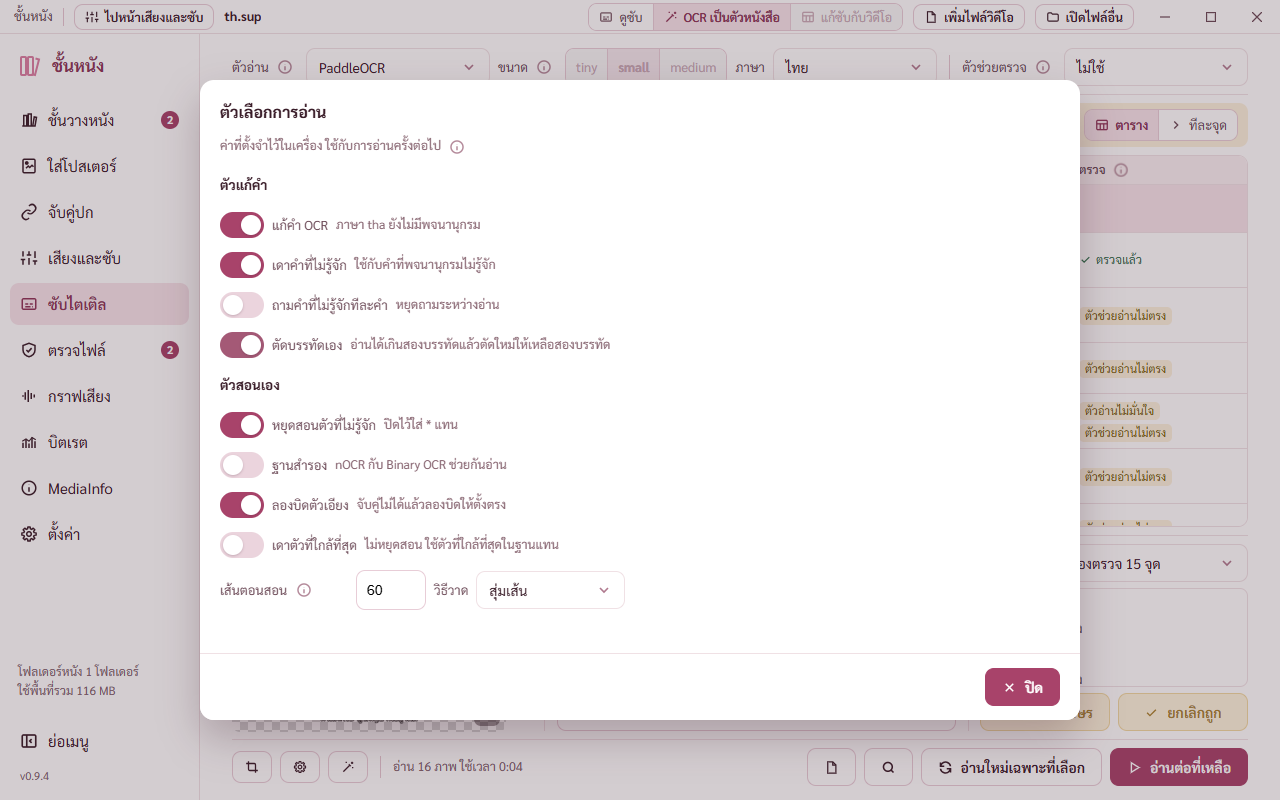 ชั้นหนัง
ไปหน้าเสียงและซับ
th.sup
ดูซับ
OCR เป็นตัวหนังสือ
แก้ซับกับวิดีโอ
เพิ่มไฟล์วิดีโอ
เปิดไฟล์อื่น
ชั้นหนัง
ตัวอ่าน
PaddleOCR
ขนาด
tiny
small
medium
ภาษา
ไทย
ตัวช่วยตรวจ
ไม่ใช้
ชั้นวางหนัง
2
ใส่โปสเตอร์
จับคู่ปก
เสียงและซับ
ซับไตเติล
ตรวจไฟล์
2
กราฟเสียง
บิตเรต
MediaInfo
ตั้งค่า
โฟลเดอร์หนัง 1 โฟลเดอร์
ใช้พื้นที่รวม 116 MB
ย่อเมนู
v0.9.4
ตัวเลือกการอ่าน
ค่าที่ตั้งจำไว้ในเครื่อง ใช้กับการอ่านครั้งต่อไป
ตัวแก้คำ
แก้คำ OCR ภาษา tha ยังไม่มีพจนานุกรม
เดาคำที่ไม่รู้จัก ใช้กับคำที่พจนานุกรมไม่รู้จัก
ถามคำที่ไม่รู้จักทีละคำ หยุดถามระหว่างอ่าน
ตัดบรรทัดเอง อ่านได้เกินสองบรรทัดแล้วตัดใหม่ให้เหลือสองบรรทัด
ตัวสอนเอง
หยุดสอนตัวที่ไม่รู้จัก ปิดไว้ใส่ * แทน
ฐานสำรอง nOCR กับ Binary OCR ช่วยกันอ่าน
ลองบิดตัวเอียง จับคู่ไม่ได้แล้วลองบิดให้ตั้งตรง
เดาตัวที่ใกล้ที่สุด ไม่หยุดสอน ใช้ตัวที่ใกล้ที่สุดในฐานแทน
เส้นตอนสอน
60
วิธีวาด
สุ่มเส้น
ปิด
ตาราง
ทีละจุด
ตรวจ
ตรวจแล้ว
ตัวช่วยอ่านไม่ตรง
ตัวช่วยอ่านไม่ตรง
ตัวอ่านไม่มั่นใจ
ตัวช่วยอ่านไม่ตรง
ตัวช่วยอ่านไม่ตรง
องตรวจ 15 จุด
ยกเลิกถูก
อ่าน 16 ภาพ ใช้เวลา 0:04
อ่านใหม่เฉพาะที่เลือก
อ่านต่อที่เหลือ